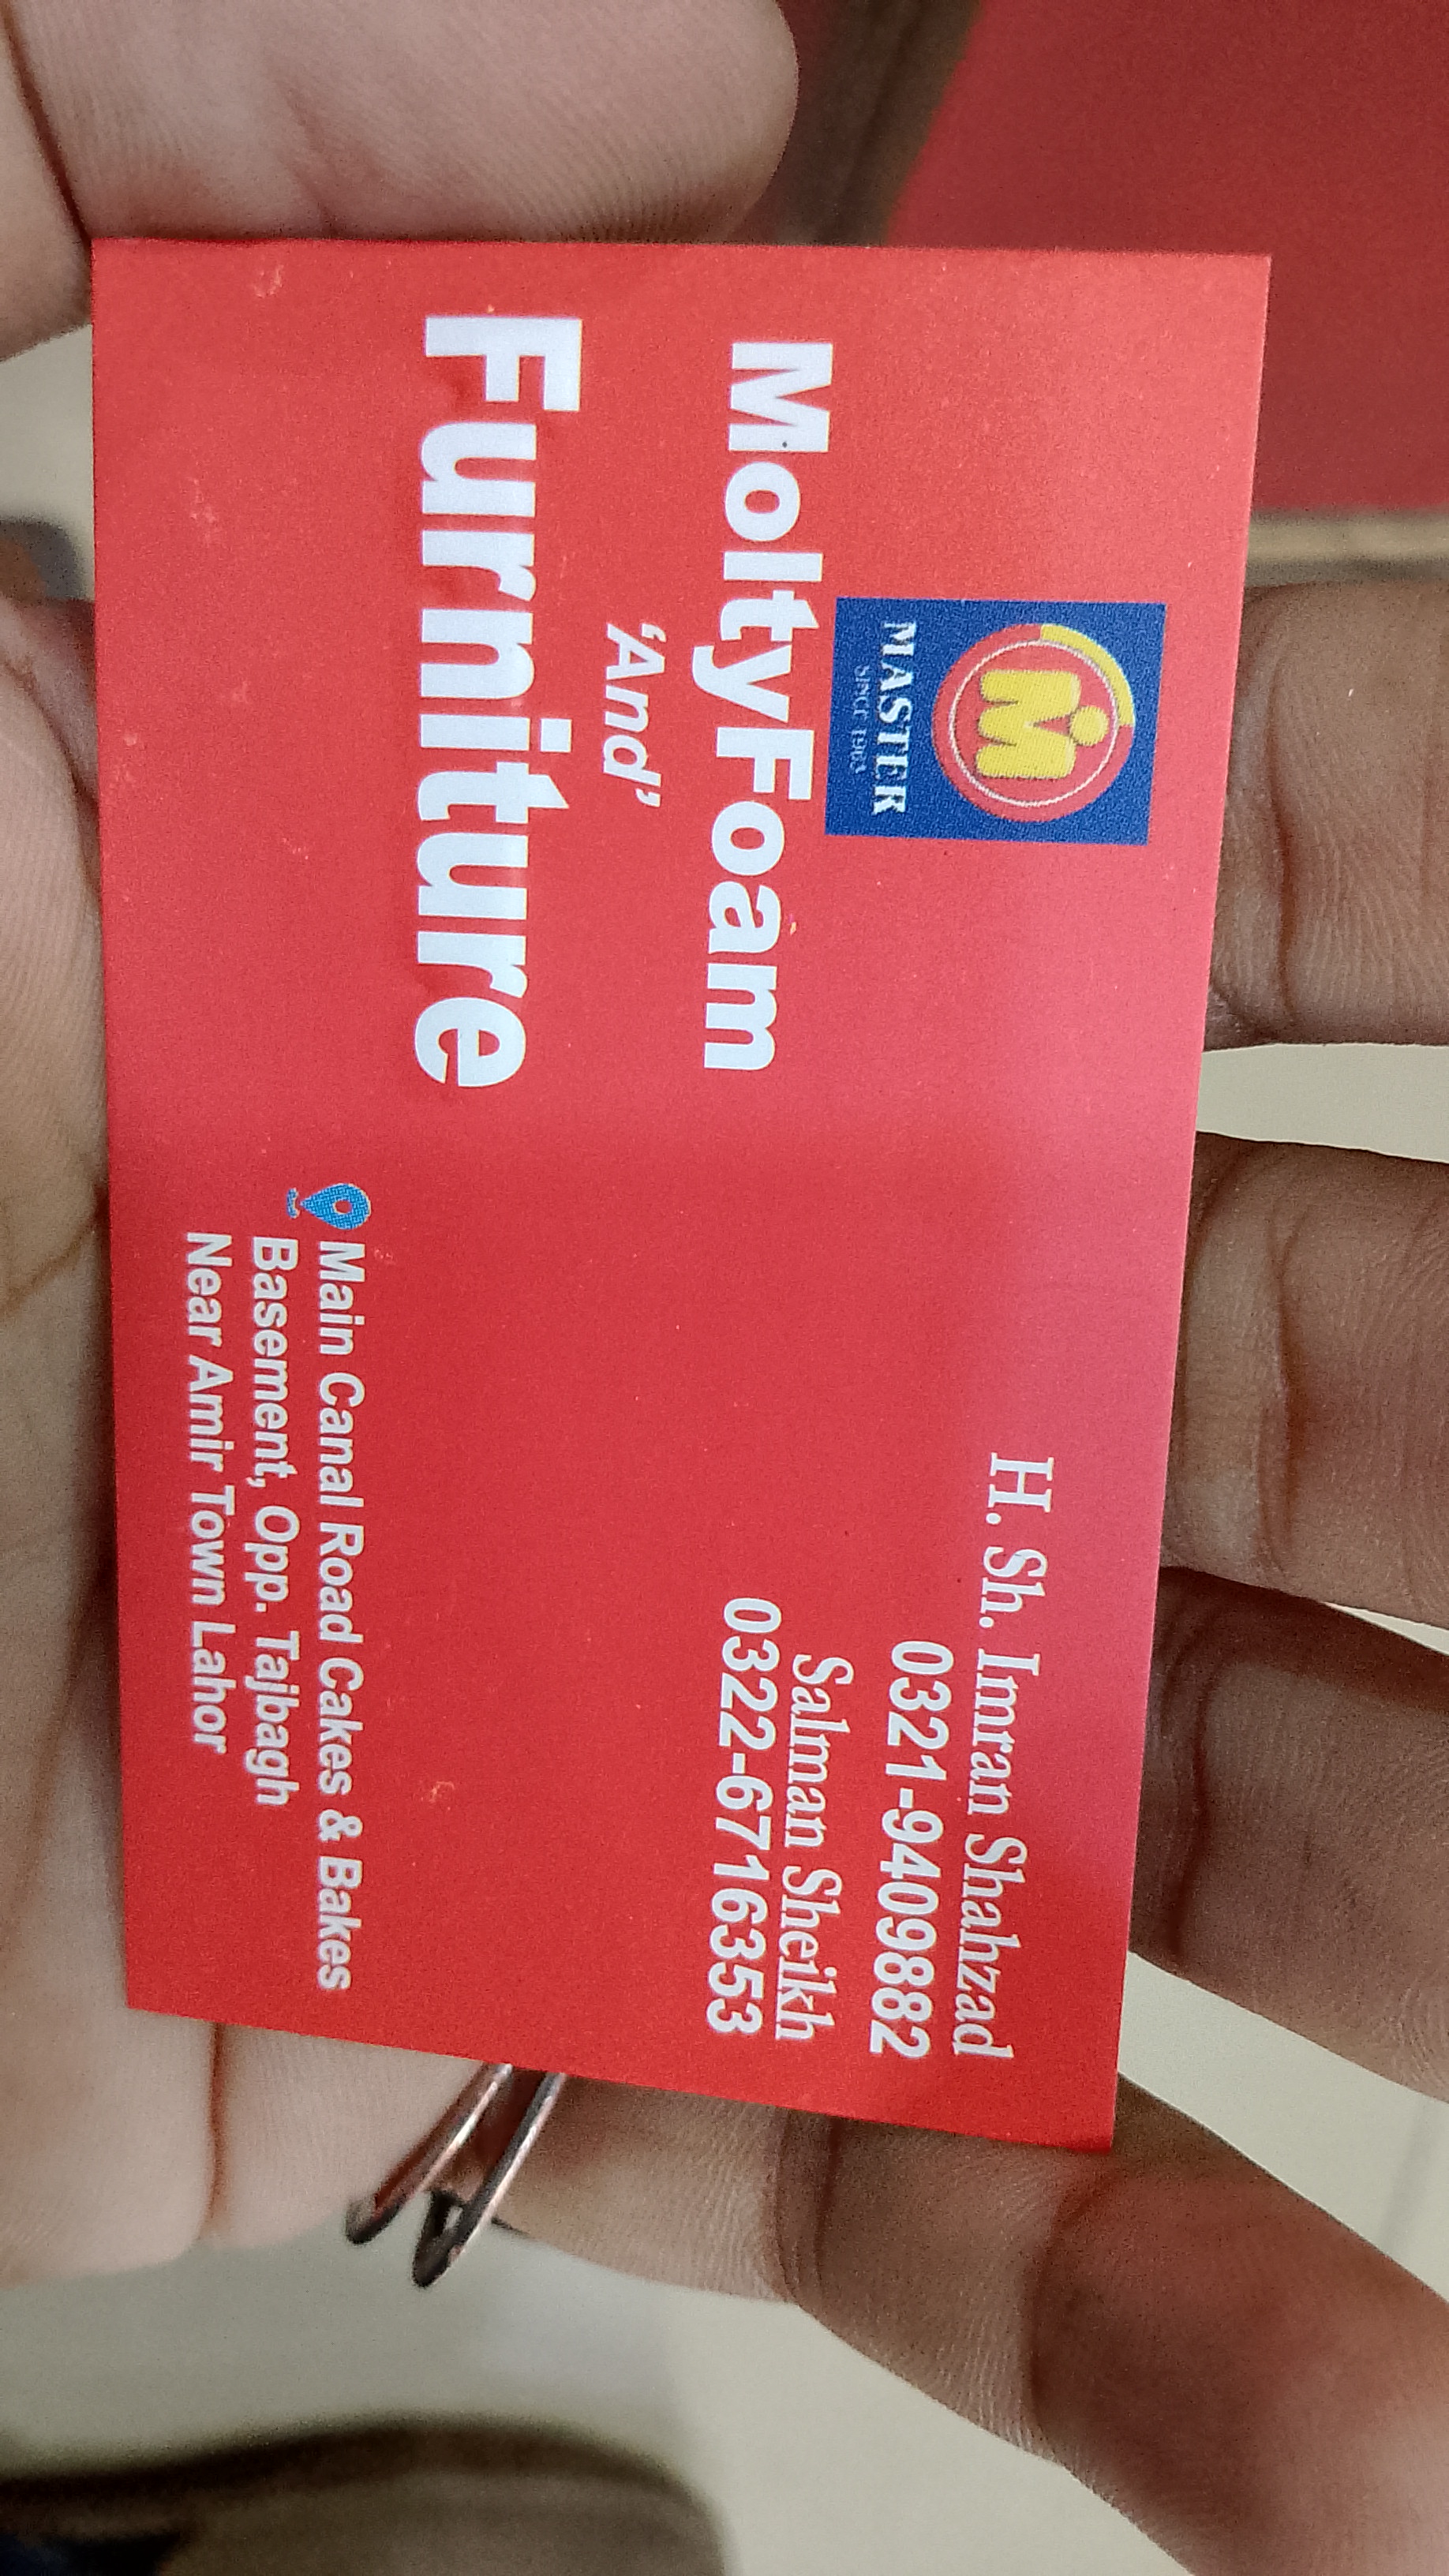 MASTER
SINCE 1963
MoltyFoam
‘And’
Furniture
H. Sh. Imran Shahzad
0321-9409882
Salman Sheikh
0322-6716353
Main Canal Road Cakes & Bakes
Basement, Opp. Tajbagh
Near Amir Town Lahor